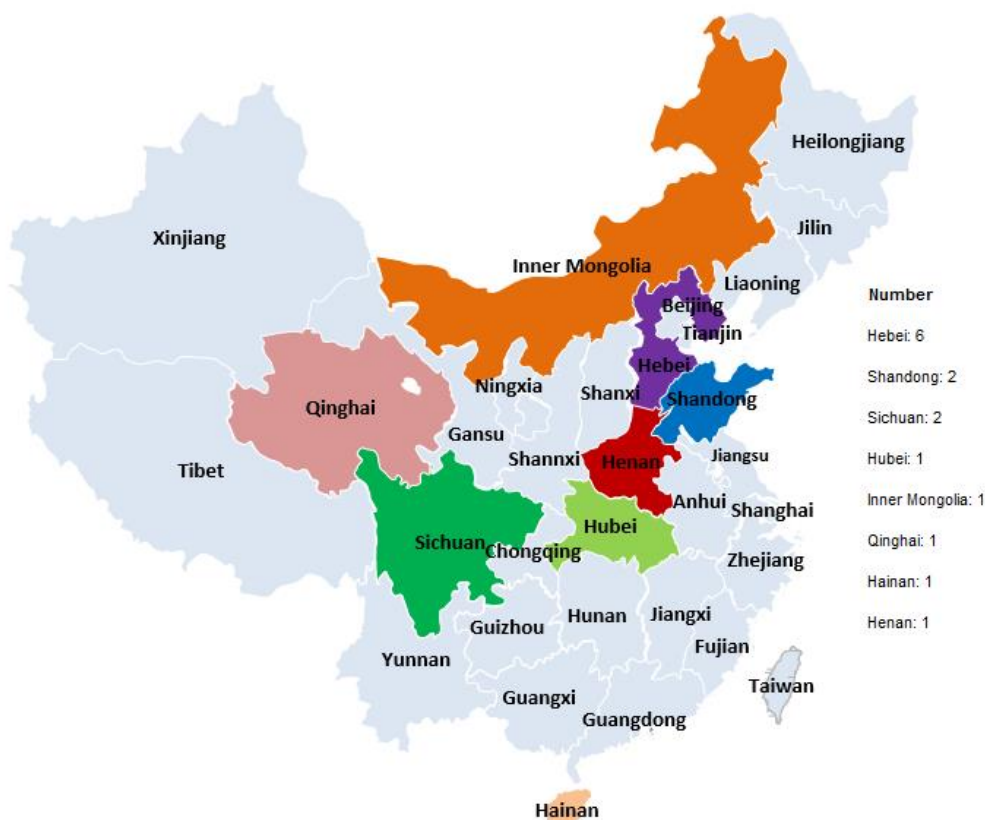 Heilongjiang
Jilin
Xinjiang
Inner Mongolia
Liaoning
Beijing
Tianjin
Hebei
Ningxia
Shanxi
Shandong
Qinghai
Gansu
Shannxi
Henan
Jiangsu
Tibet
Anhui
Shanghai
Hubei
Sichuan
Chongqing
Zhejiang
Guizhou
Hunan
Jiangxi
Fujian
Yunnan
Taiwan
Guangxi
Guangdong
Hainan
Number
Hebei: 6
Shandong: 2
Sichuan: 2
Hubei: 1
Inner Mongolia: 1
Qinghai: 1
Hainan: 1
Henan: 1